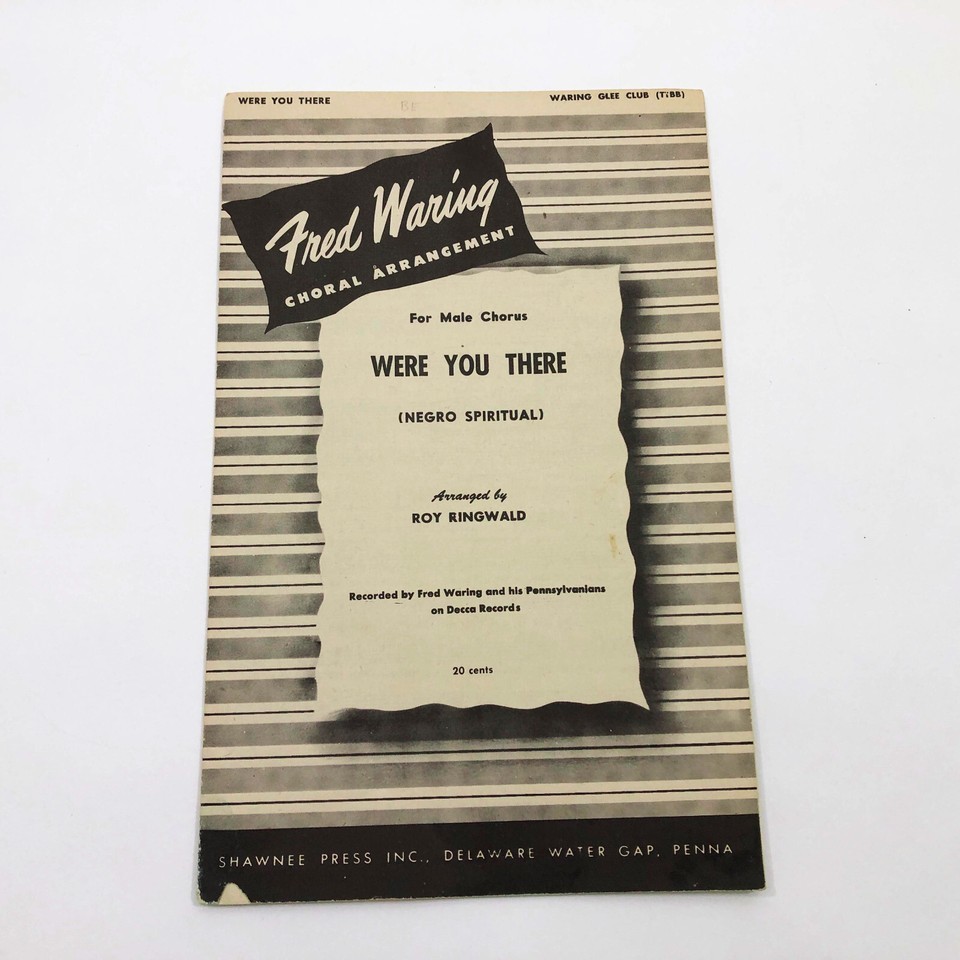 WERE YOU THERE
BE
WARING GLEE CLUB (TTBB)
Fred Waring
CHORAL ARRANGEMENT
For Male Chorus
WERE YOU THERE
(NEGRO SPIRITUAL)
Arranged by
ROY RINGWALD
Recorded by Fred Waring and his Pennsylvanians
on Decca Records
20 cents
SHAWNEE PRESS INC., DELAWARE WATER GAP, PENNA